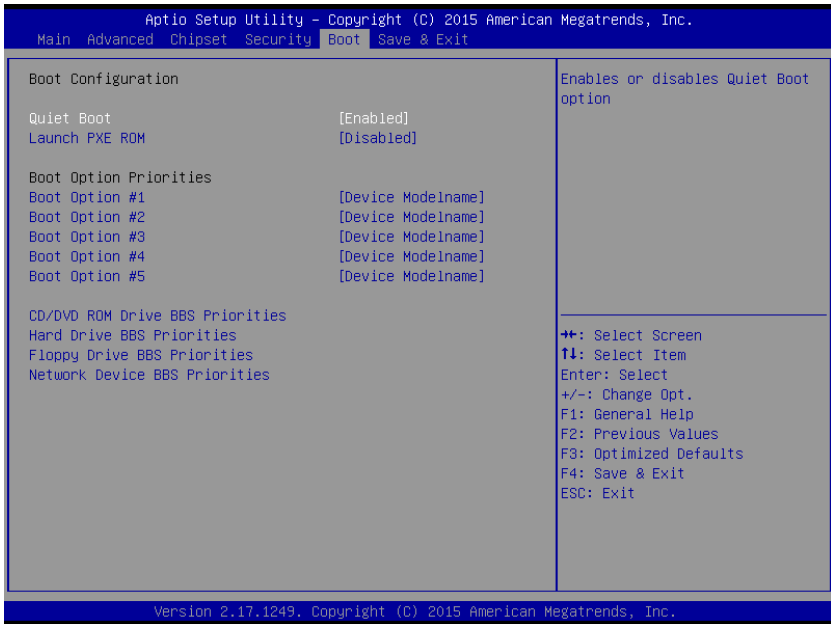 Aptio Setup Utility – Copyright (C) 2015 American Megatrends, Inc.
Main Advanced Chipset Security Boot Save & Exit
Boot Configuration
Quiet Boot [Enabled]
Launch PXE ROM [Disabled]
Boot Option Priorities
Boot Option #1 [Device Modelname]
Boot Option #2 [Device Modelname]
Boot Option #3 [Device Modelname]
Boot Option #4 [Device Modelname]
Boot Option #5 [Device Modelname]
CD/DVD ROM Drive BBS Priorities
Hard Drive BBS Priorities
Floppy Drive BBS Priorities
Network Device BBS Priorities
Enables or disables Quiet Boot
option
→←: Select Screen
↑↓: Select Item
Enter: Select
+/-: Change Opt.
F1: General Help
F2: Previous Values
F3: Optimized Defaults
F4: Save & Exit
ESC: Exit
Version 2.17.1249. Copyright (C) 2015 American Megatrends, Inc.